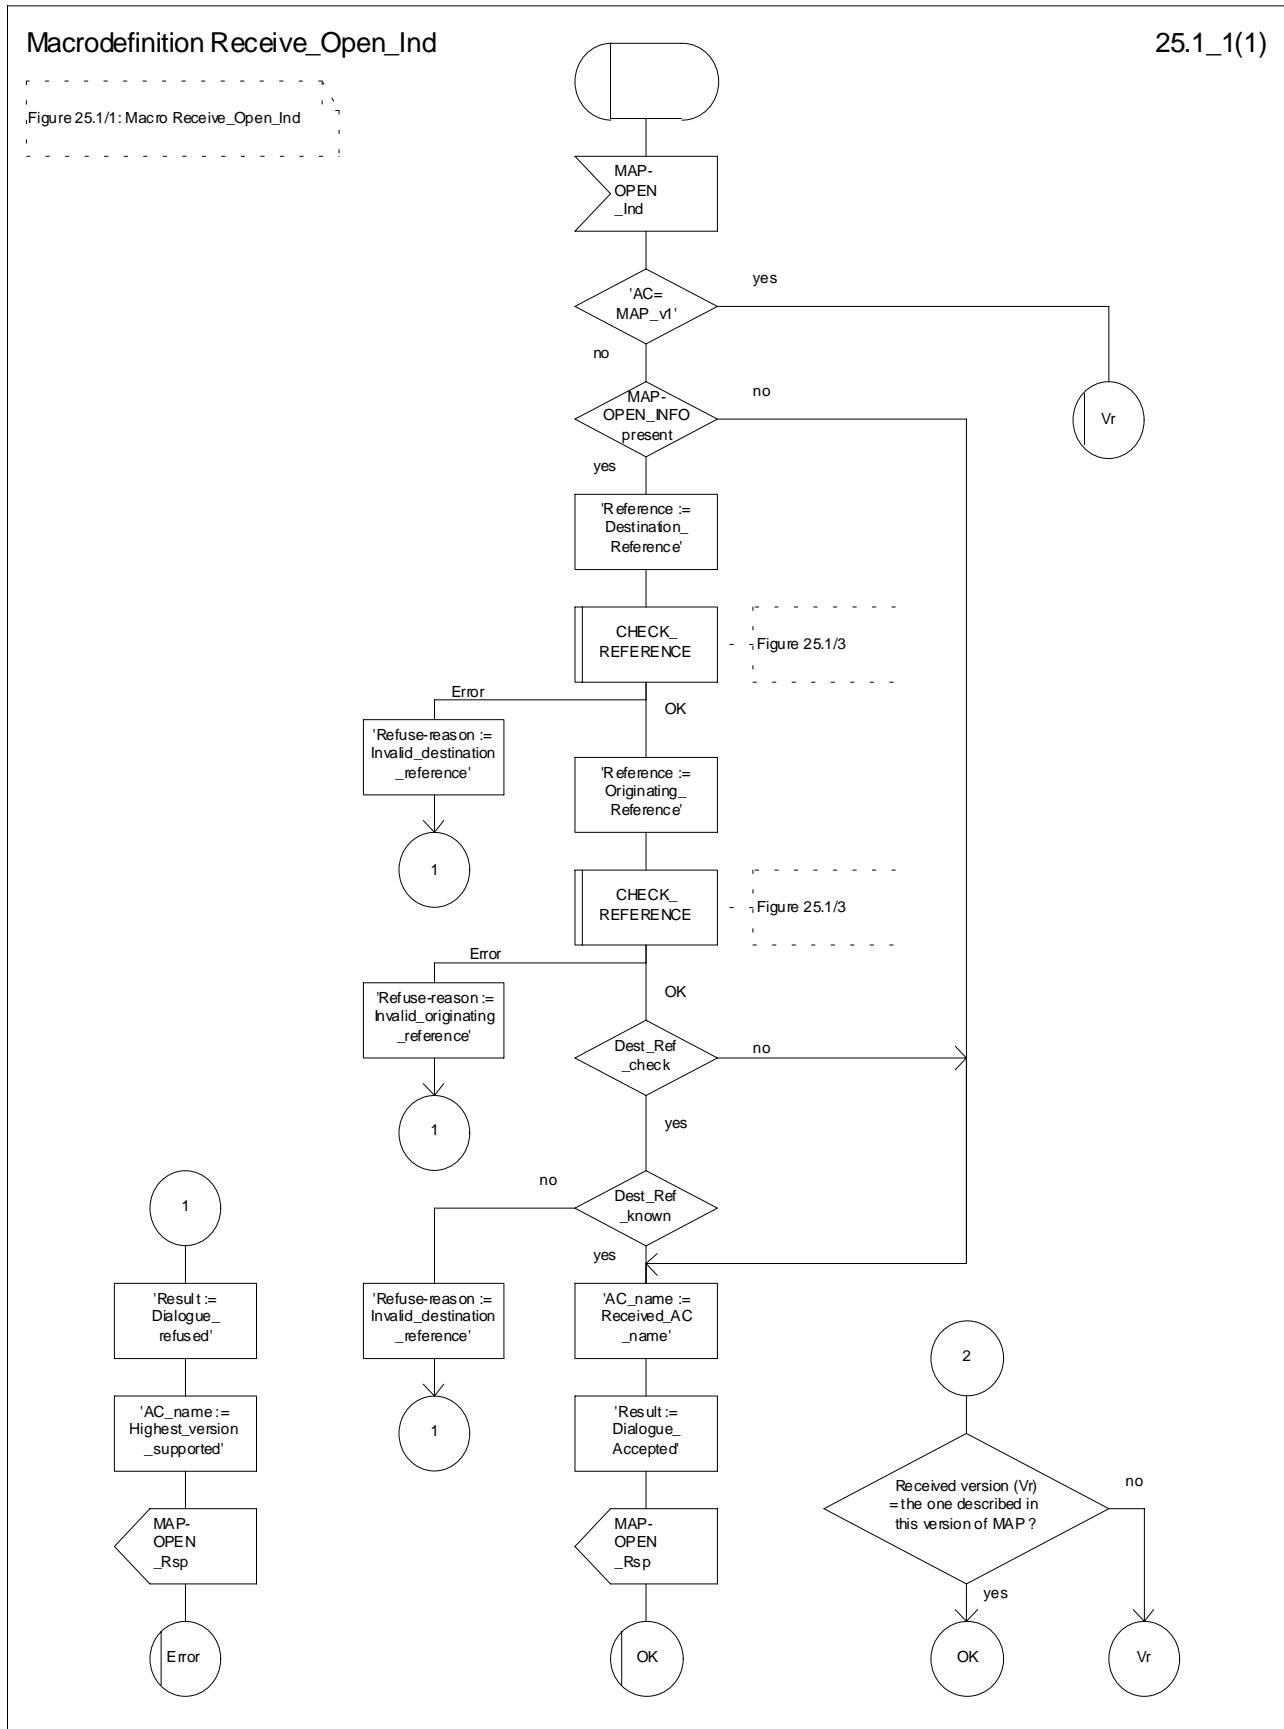 Macrodefinition Receive_Open_Ind
25.1_1(1)
Figure 25.1/1: Macro Receive_Open_Ind
MAP-
OPEN
_Ind
'AC=
MAP_v1'
yes
no
Vr
MAP-
OPEN_INFO
present
no
yes
'Reference :=
Destination_
Reference'
CHECK_
REFERENCE
Figure 25.1/3
Error
OK
'Refuse-reason :=
Invalid_destination
_reference'
1
'Reference :=
Originating_
Reference'
CHECK_
REFERENCE
Figure 25.1/3
Error
OK
'Refuse-reason :=
Invalid_originating
_reference'
1
Dest_Ref
_check
no
yes
Dest_Ref
_known
no
yes
1
'Result :=
Dialogue_
refused'
'AC_name :=
Highest_version
_supported'
MAP-
OPEN
_Rsp
Error
'Refuse-reason :=
Invalid_destination
_reference'
1
'AC_name :=
Received_AC
_name'
'Result :=
Dialogue_
Accepted'
MAP-
OPEN
_Rsp
OK
2
Received version (Vr)
= the one described in
this version of MAP ?
no
yes
OK
Vr